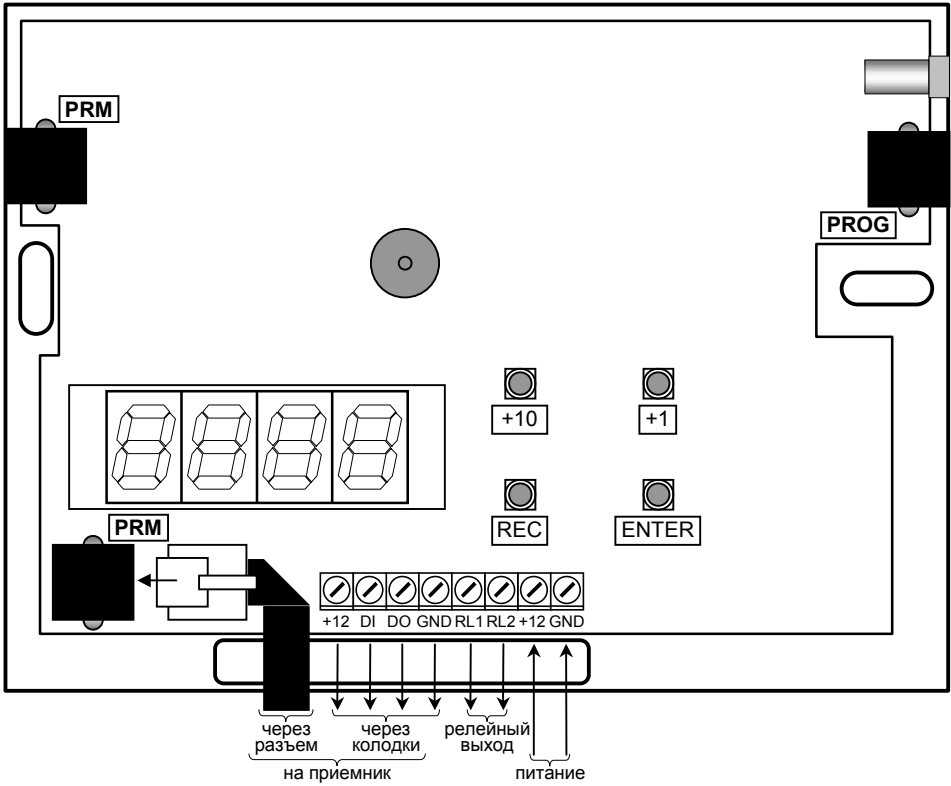 PRM
PROG
+10 +1
REC ENTER
PRM
+12 DI DO GND RL1 RL2 +12 GND
через разъем
через колодки
релейный выход
на приемник
питание